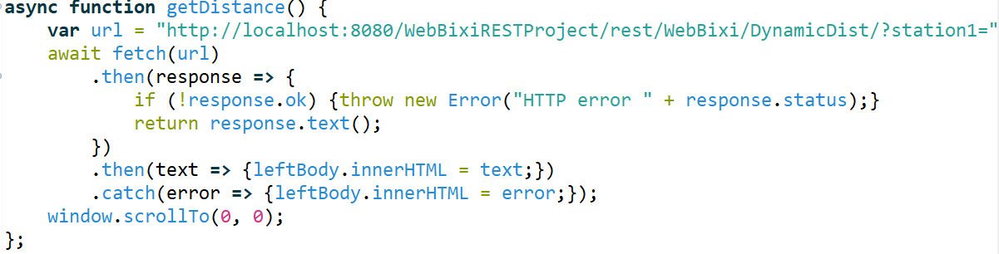 async function getDistance() {
    var url = "http://localhost:8080/WebBixiRESTProject/rest/WebBixi/DynamicDist/?station1="
    await fetch(url)
        .then(response => {
            if (!response.ok) {throw new Error("HTTP error " + response.status);}
            return response.text();
        })
        .then(text => {leftBody.innerHTML = text;})
        .catch(error => {leftBody.innerHTML = error;});
    window.scrollTo(0, 0);
};